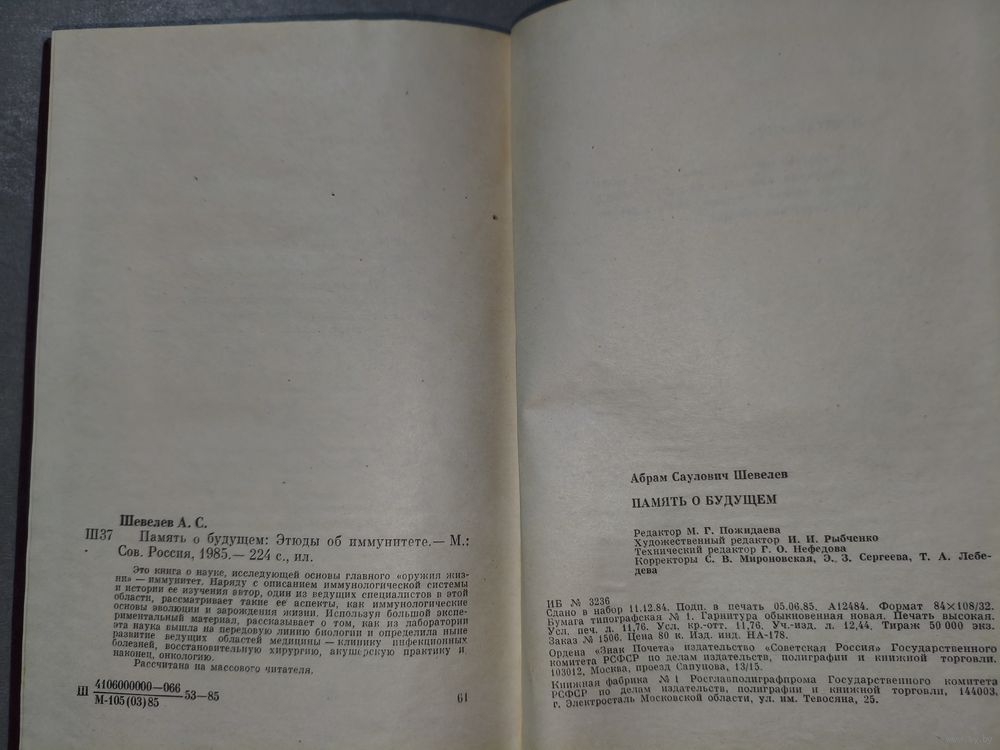 Шевелев А. С.
Ш37 Память о будущем: Этюды об иммунитете.— М.:
Сов. Россия, 1985.— 224 с., ил.
Это книга о науке, исследующей основы главного «оружия жиз-
ни» — иммунитет. Наряду с описанием иммунологической системы
и истории ее изучения автор, один из ведущих специалистов в этой
области, рассматривает такие ее аспекты, как иммунологические
основы эволюции и зарождения жизни. Используя большой экспе-
риментальный материал, рассказывает о том, как из лаборатории
эта наука вышла на передовую линию биологии и определила ныне
развитие ведущих областей медицины — клинику инфекционных
болезней, восстановительную хирургию, акушерскую практику и,
наконец, онкологию.
Рассчитана на массового читателя.
Ш 4106000000—066 53—85
М-105(03)85
61
Абрам Саулович Шевелев
ПАМЯТЬ О БУДУЩЕМ
Редактор М. Г. Пожидаева
Художественный редактор И. И. Рыбченко
Технический редактор Г. О. Нефедова
Корректоры С. В. Мироновская, Э. З. Сергеева, Т. А. Лебе-
дева
ИБ № 3236
Сдано в набор 11.12.84. Подп. в печать 05.06.85. А12484. Формат 84×108/32.
Бумага типографская № 1. Гарнитура обыкновенная новая. Печать высокая.
Усл. печ. л. 11,76. Усл. кр.-отт. 11,76. Уч.-изд. л. 12,44. Тираж 50 000 экз.
Заказ № 1506. Цена 80 к. Изд. инд. НА-178.
Ордена «Знак Почета» издательство «Советская Россия» Государственного
комитета РСФСР по делам издательств, полиграфии и книжной торговли.
103012, Москва, проезд Сапунова, 13/15.
Книжная фабрика № 1 Росглавполиграфпрома Государственного комитета
РСФСР по делам издательств, полиграфии и книжной торговли, 144003,
г. Электросталь Московской области, ул. им. Тевосяна, 25.